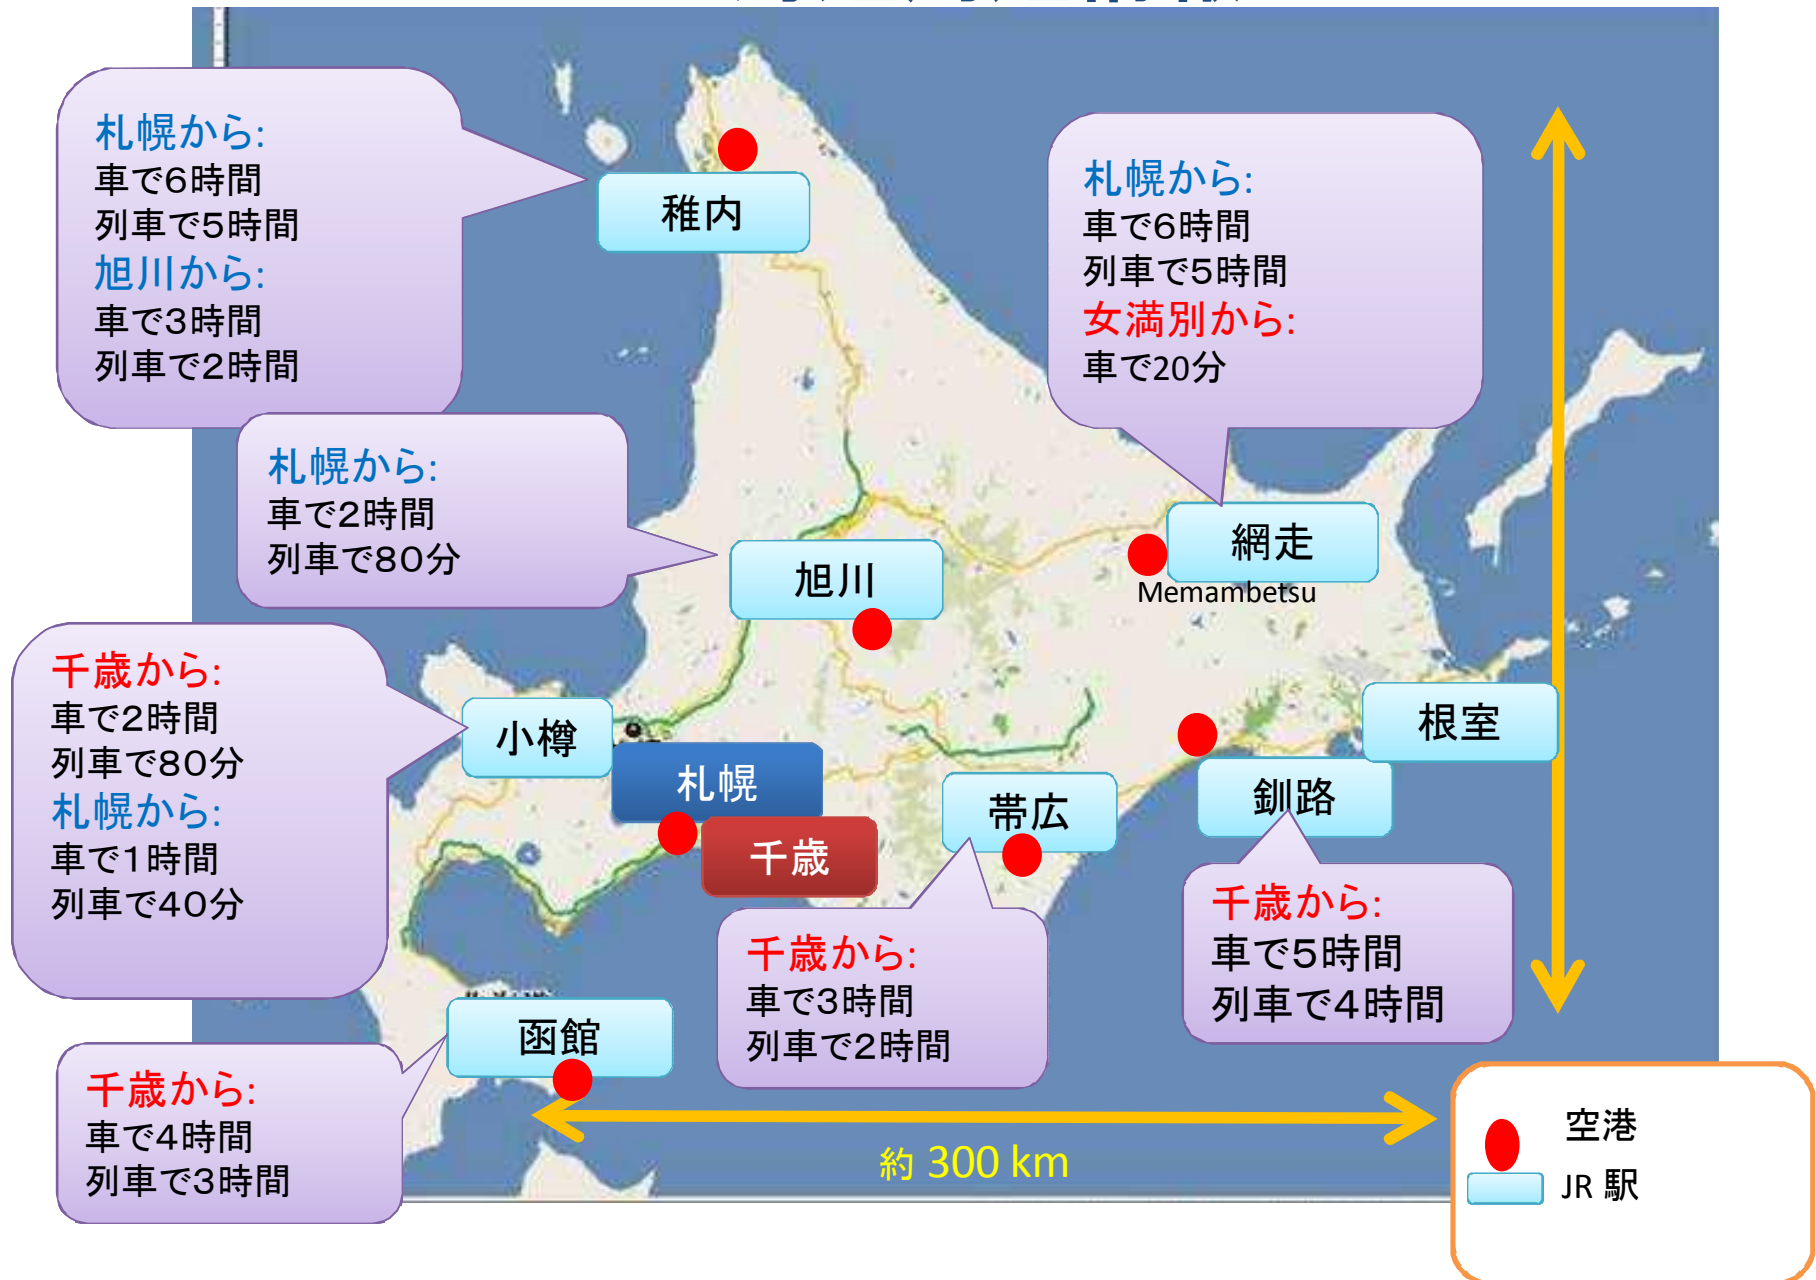 札幌から:
車で6時間
列車で5時間
旭川から:
車で3時間
列車で2時間
稚内
札幌から:
車で6時間
列車で5時間
女満別から:
車で20分
札幌から:
車で2時間
列車で80分
旭川
網走
Memambetsu
千歳から:
車で2時間
列車で80分
札幌から:
車で1時間
列車で40分
小樽
札幌
千歳
帯広
釧路
根室
千歳から:
車で3時間
列車で2時間
千歳から:
車で5時間
列車で4時間
函館
千歳から:
車で4時間
列車で3時間
約 300 km
空港
JR 駅